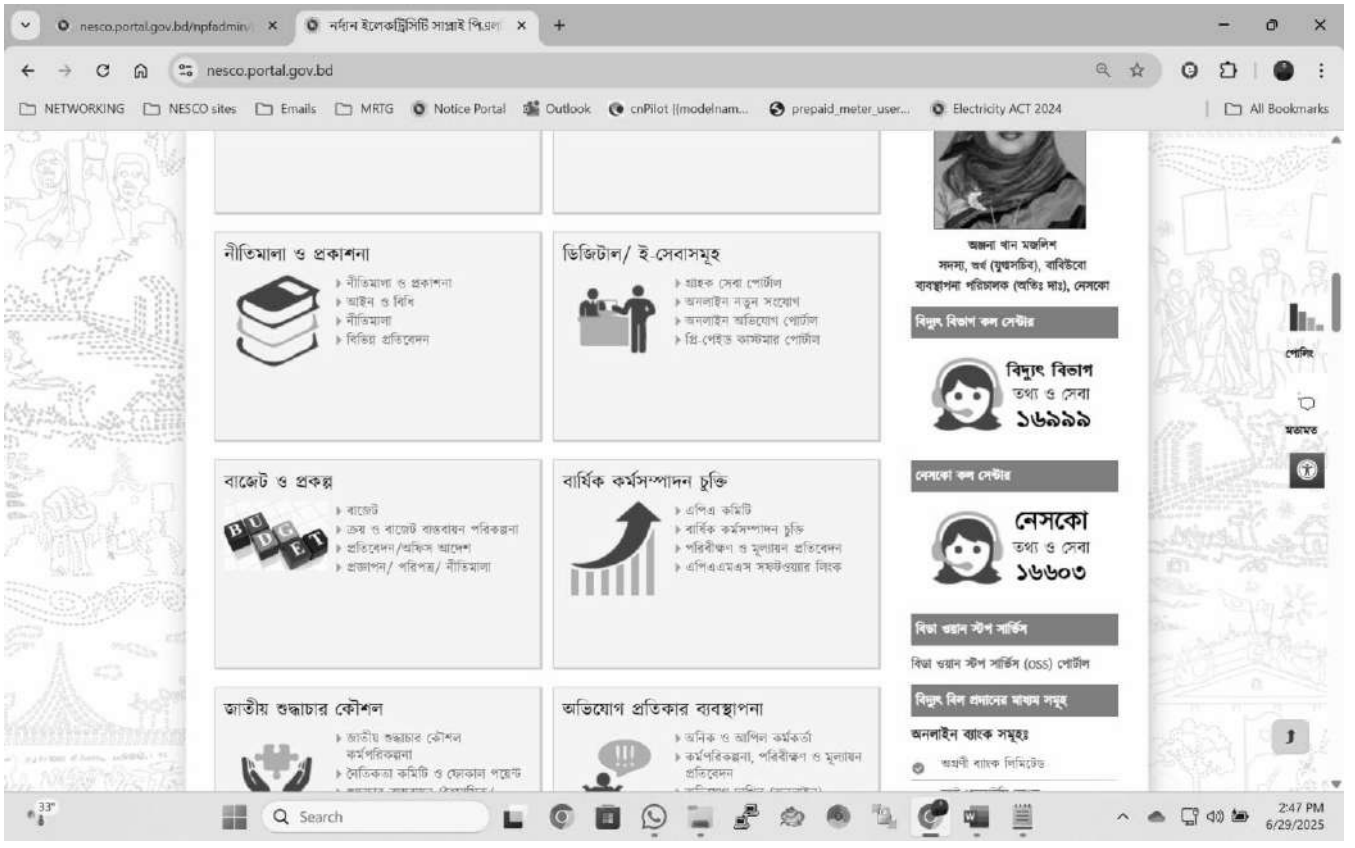 nesco.portal.gov.bd/npfadmin/
নর্দান ইলেকট্রিসিটি সাপ্লাই পি.এল
nesco.portal.gov.bd
NETWORKING
NESCO sites
Emails
MRTG
Notice Portal
Outlook
cnPilot {{modelnam...
prepaid_meter_user...
Electricity ACT 2024
All Bookmarks
নীতিমালা ও প্রকাশনা
নীতিমালা ও প্রকাশনা
আইন ও বিধি
নীতিমালা
বিভিন্ন প্রতিবেদন
ডিজিটাল/ ই-সেবাসমূহ
গ্রাহক সেবা পোর্টাল
অনলাইন নতুন সংযোগ
অনলাইন অভিযোগ পোর্টাল
প্রি-পেইড কাস্টমার পোর্টাল
বাজেট ও প্রকল্প
BUDGET
বাজেট
ক্রয় ও বাজেট বাস্তবায়ন পরিকল্পনা
প্রতিবেদন/অফিস আদেশ
প্রজ্ঞাপন/ পরিপত্র/ নীতিমালা
বার্ষিক কর্মসম্পাদন চুক্তি
এপিএ কমিটি
বার্ষিক কর্মসম্পাদন চুক্তি
পরিবীক্ষণ ও মূল্যায়ন প্রতিবেদন
এপিএএমএস সফটওয়্যার লিংক
জাতীয় শুদ্ধাচার কৌশল
জাতীয় শুদ্ধাচার কৌশল
কর্মপরিকল্পনা
নৈতিকতা কমিটি ও ফোকাল পয়েন্ট
অভিযোগ প্রতিকার ব্যবস্থাপনা
অনিক ও আপিল কর্মকর্তা
কর্মপরিকল্পনা, পরিবীক্ষণ ও মূল্যায়ন
প্রতিবেদন
অঞ্জনা খান মজলিশ
সদস্য, অর্থ (যুগ্মসচিব), বাবিউবো
ব্যবস্থাপনা পরিচালক (অতিঃ দাঃ), নেসকো
বিদ্যুৎ বিভাগ কল সেন্টার
বিদ্যুৎ বিভাগ
তথ্য ও সেবা
১৬৯৯৯
নেসকো কল সেন্টার
নেসকো
তথ্য ও সেবা
১৬৬০৩
বিডা ওয়ান স্টপ সার্ভিস
বিডা ওয়ান স্টপ সার্ভিস (OSS) পোর্টাল
বিদ্যুৎ বিল প্রদানের মাধ্যম সমূহ
অনলাইন ব্যাংক সমূহঃ
অগ্রণী ব্যাংক লিমিটেড
পোলিং
মতামত
33°
Search
2:47 PM
6/29/2025